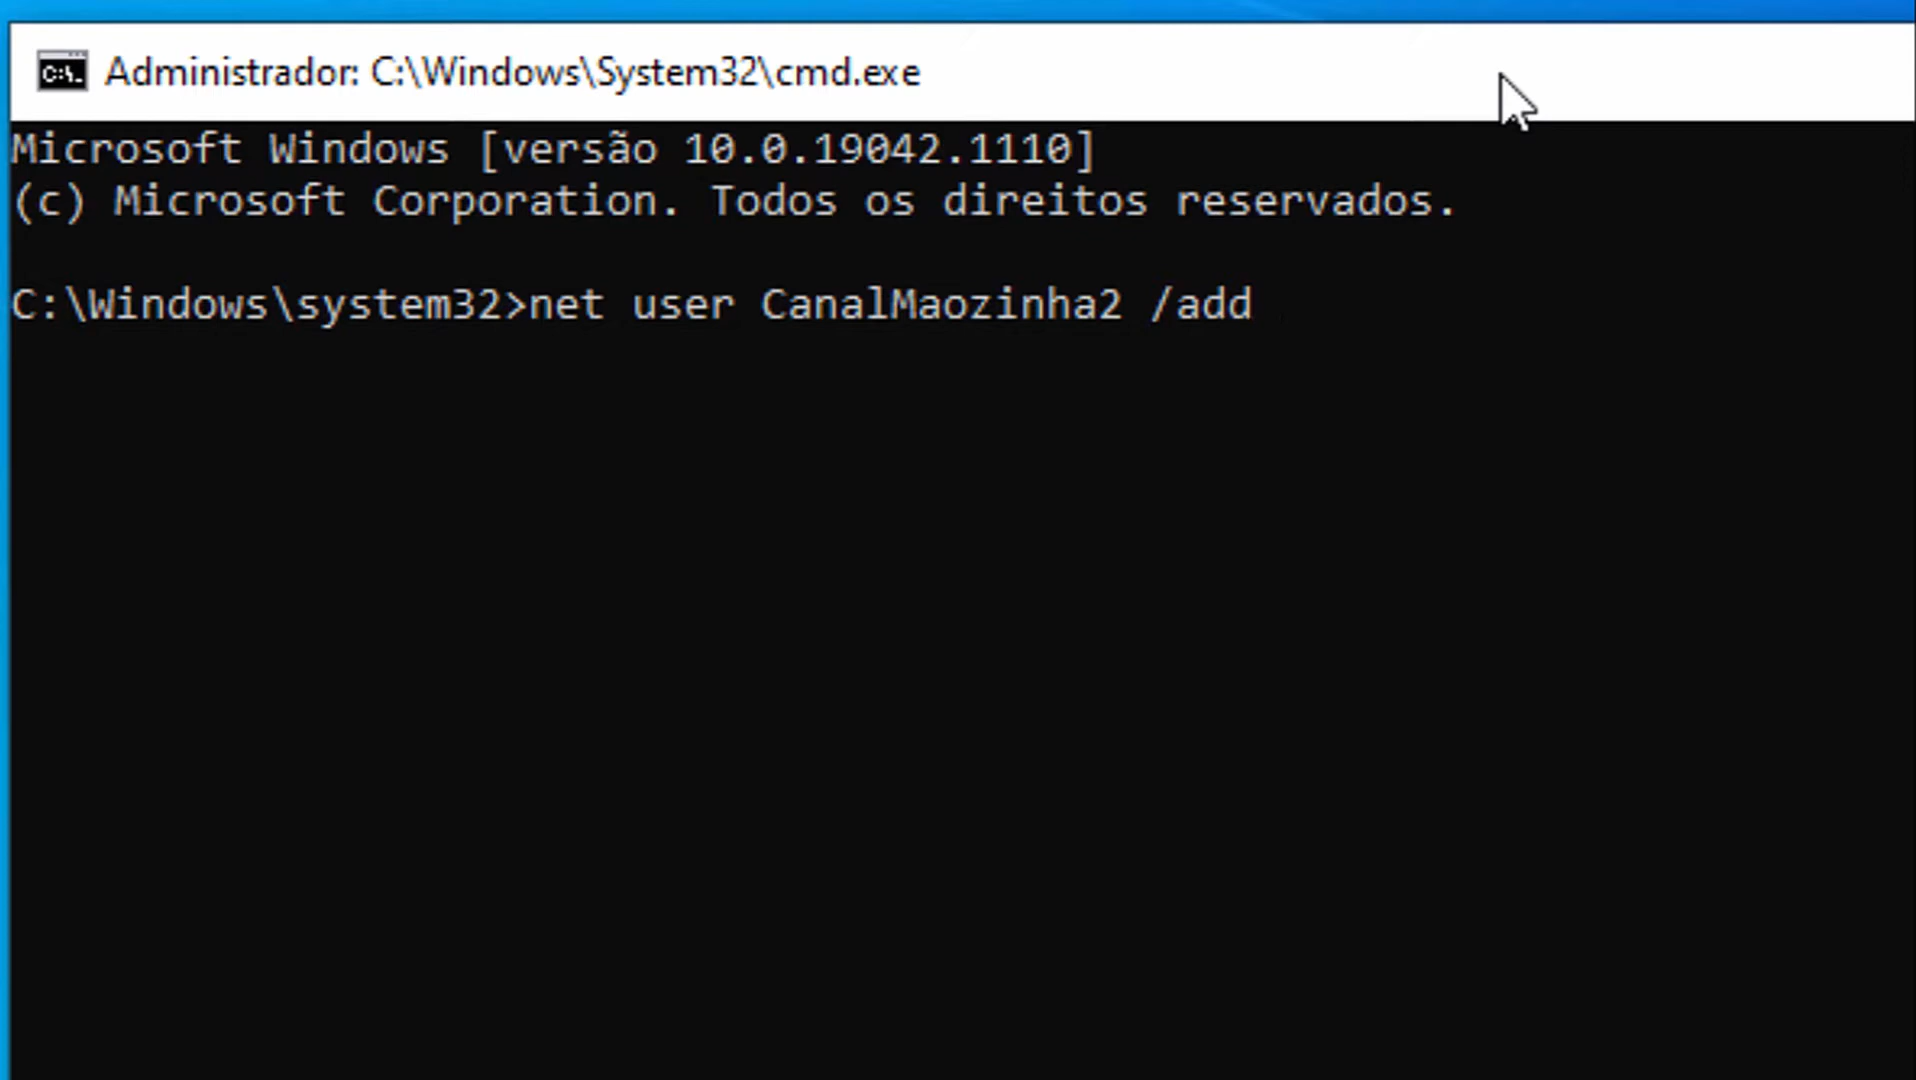 Administrador: C:\Windows\System32\cmd.exe
Microsoft Windows [versão 10.0.19042.1110]
(c) Microsoft Corporation. Todos os direitos reservados.
C:\Windows\system32>net user CanalMaozinha2 /add